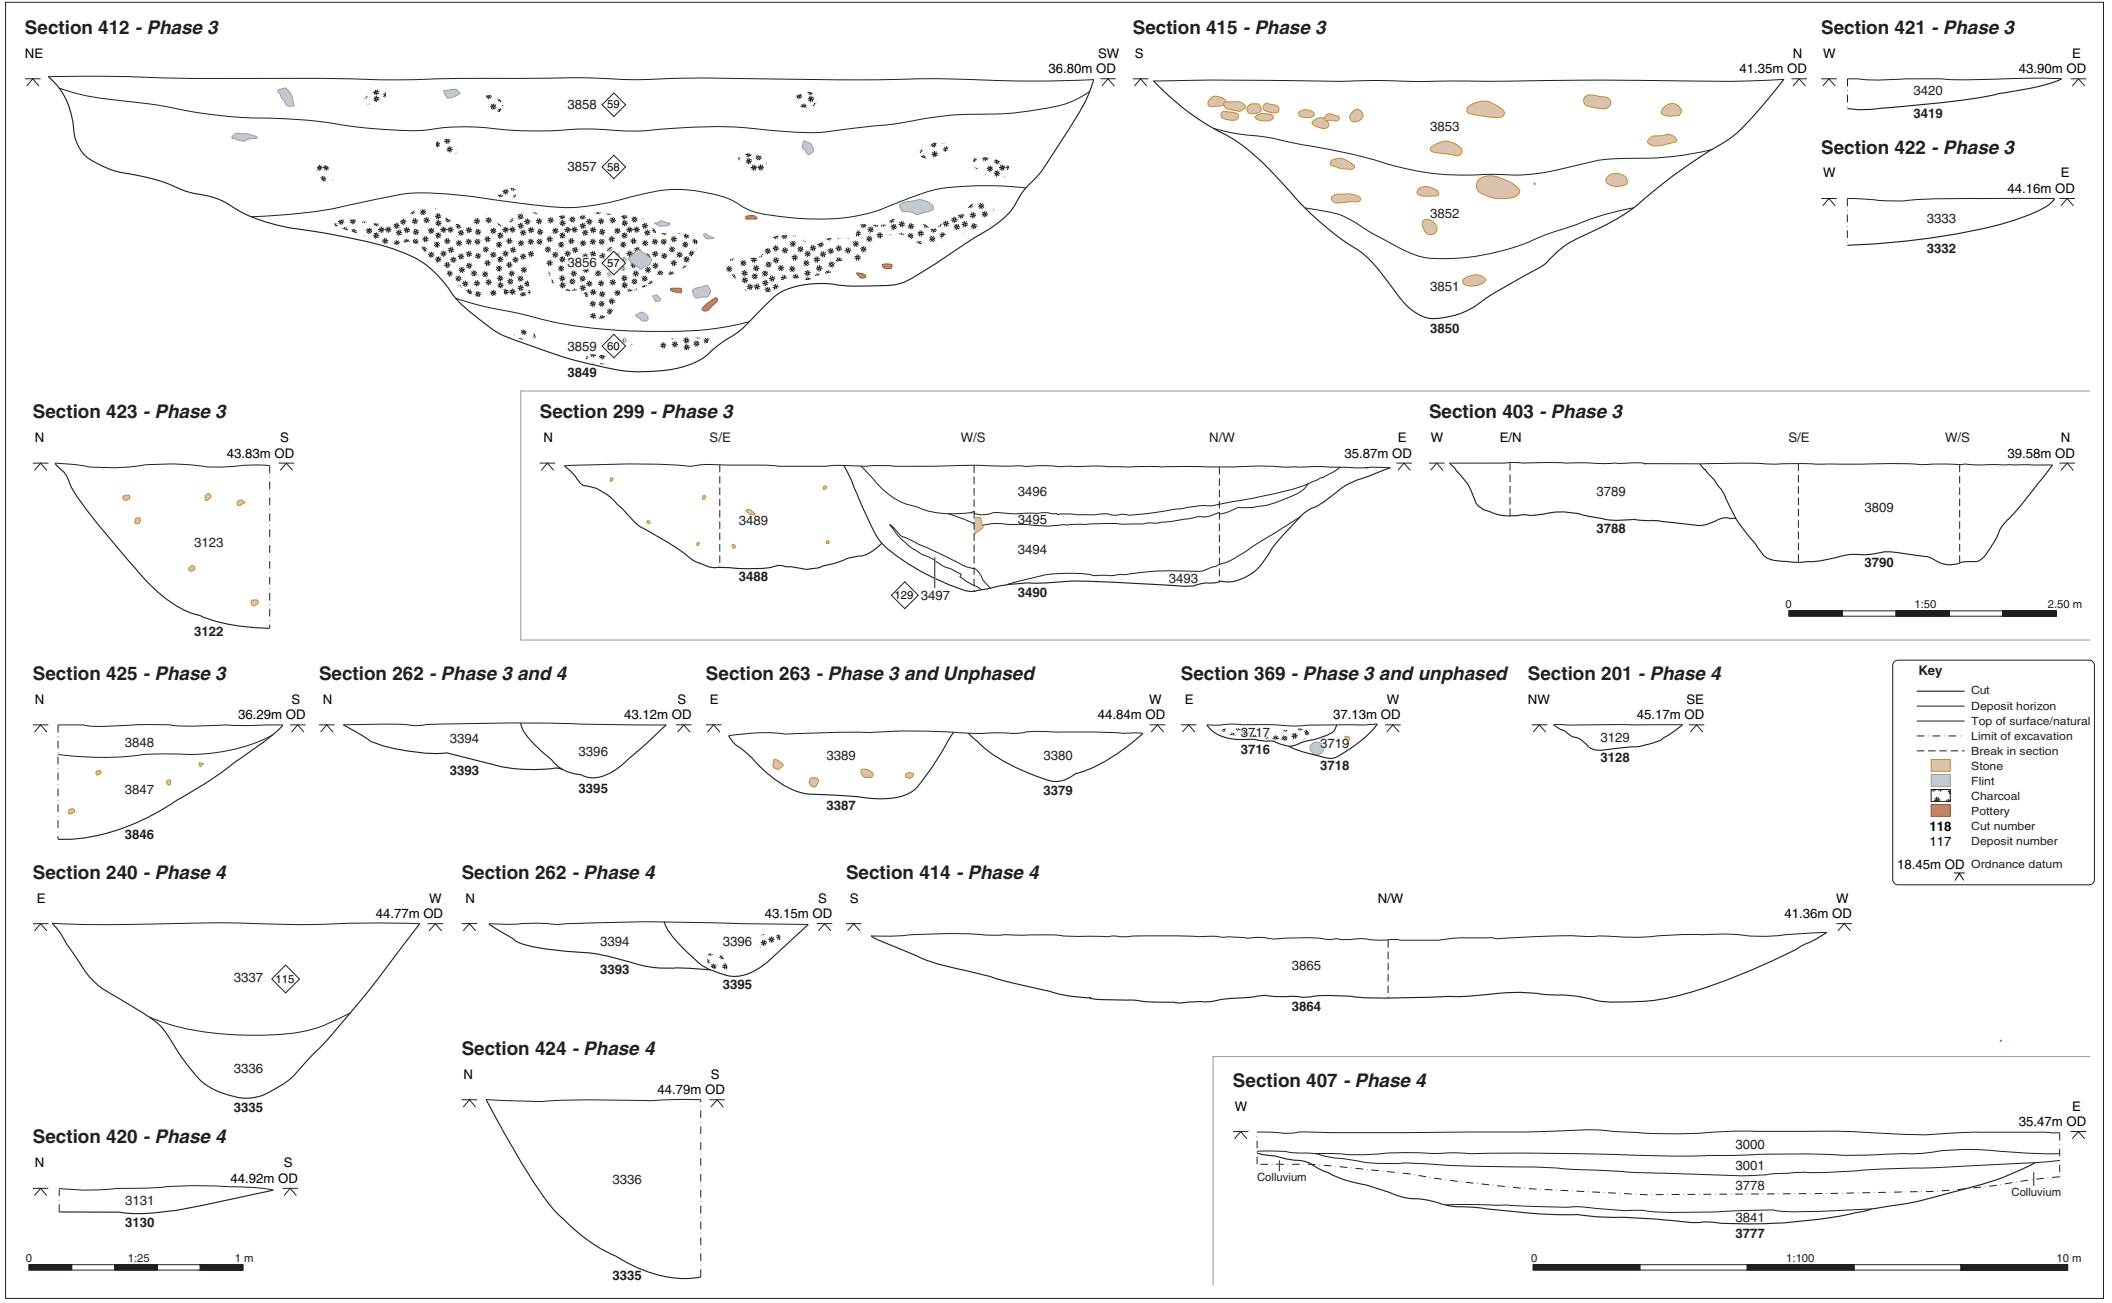 Section 412 - Phase 3
NE
SW
36.80m OD
3858 59
3857 58
3856 57
3859 60
3849
Section 415 - Phase 3
S
N
41.35m OD
3853
3852
3851
3850
Section 421 - Phase 3
W
E
43.90m OD
3420
3419
Section 422 - Phase 3
W
E
44.16m OD
3333
3332
Section 423 - Phase 3
N
S
43.83m OD
3123
3122
Section 299 - Phase 3
N
S/E
W/S
N/W
E
35.87m OD
3496
3489
3495
3494
3493
3488
129 3497
3490
Section 403 - Phase 3
W
E/N
S/E
W/S
N
39.58m OD
3789
3809
3788
3790
0
1:50
2.50 m
Section 425 - Phase 3
N
S
36.29m OD
3848
3847
3846
Section 262 - Phase 3 and 4
N
S
43.12m OD
3394
3396
3393
3395
Section 263 - Phase 3 and Unphased
E
W
44.84m OD
3389
3380
3387
3379
Section 369 - Phase 3 and unphased
E
W
37.13m OD
3717
3719
3716
3718
Section 201 - Phase 4
NW
SE
45.17m OD
3129
3128
Key
Cut
Deposit horizon
Top of surface/natural
Limit of excavation
Break in section
Stone
Flint
Charcoal
Pottery
118 Cut number
117 Deposit number
18.45m OD Ordnance datum
Section 240 - Phase 4
E
W
44.77m OD
3337 115
3336
3335
Section 262 - Phase 4
N
S
43.15m OD
3394
3396
3393
3395
Section 414 - Phase 4
S
N/W
W
41.36m OD
3865
3864
Section 424 - Phase 4
N
S
44.79m OD
3336
3335
Section 420 - Phase 4
N
S
44.92m OD
3131
3130
0
1:25
1 m
Section 407 - Phase 4
W
E
35.47m OD
3000
3001
3778
Colluvium
Colluvium
3841
3777
0
1:100
10 m